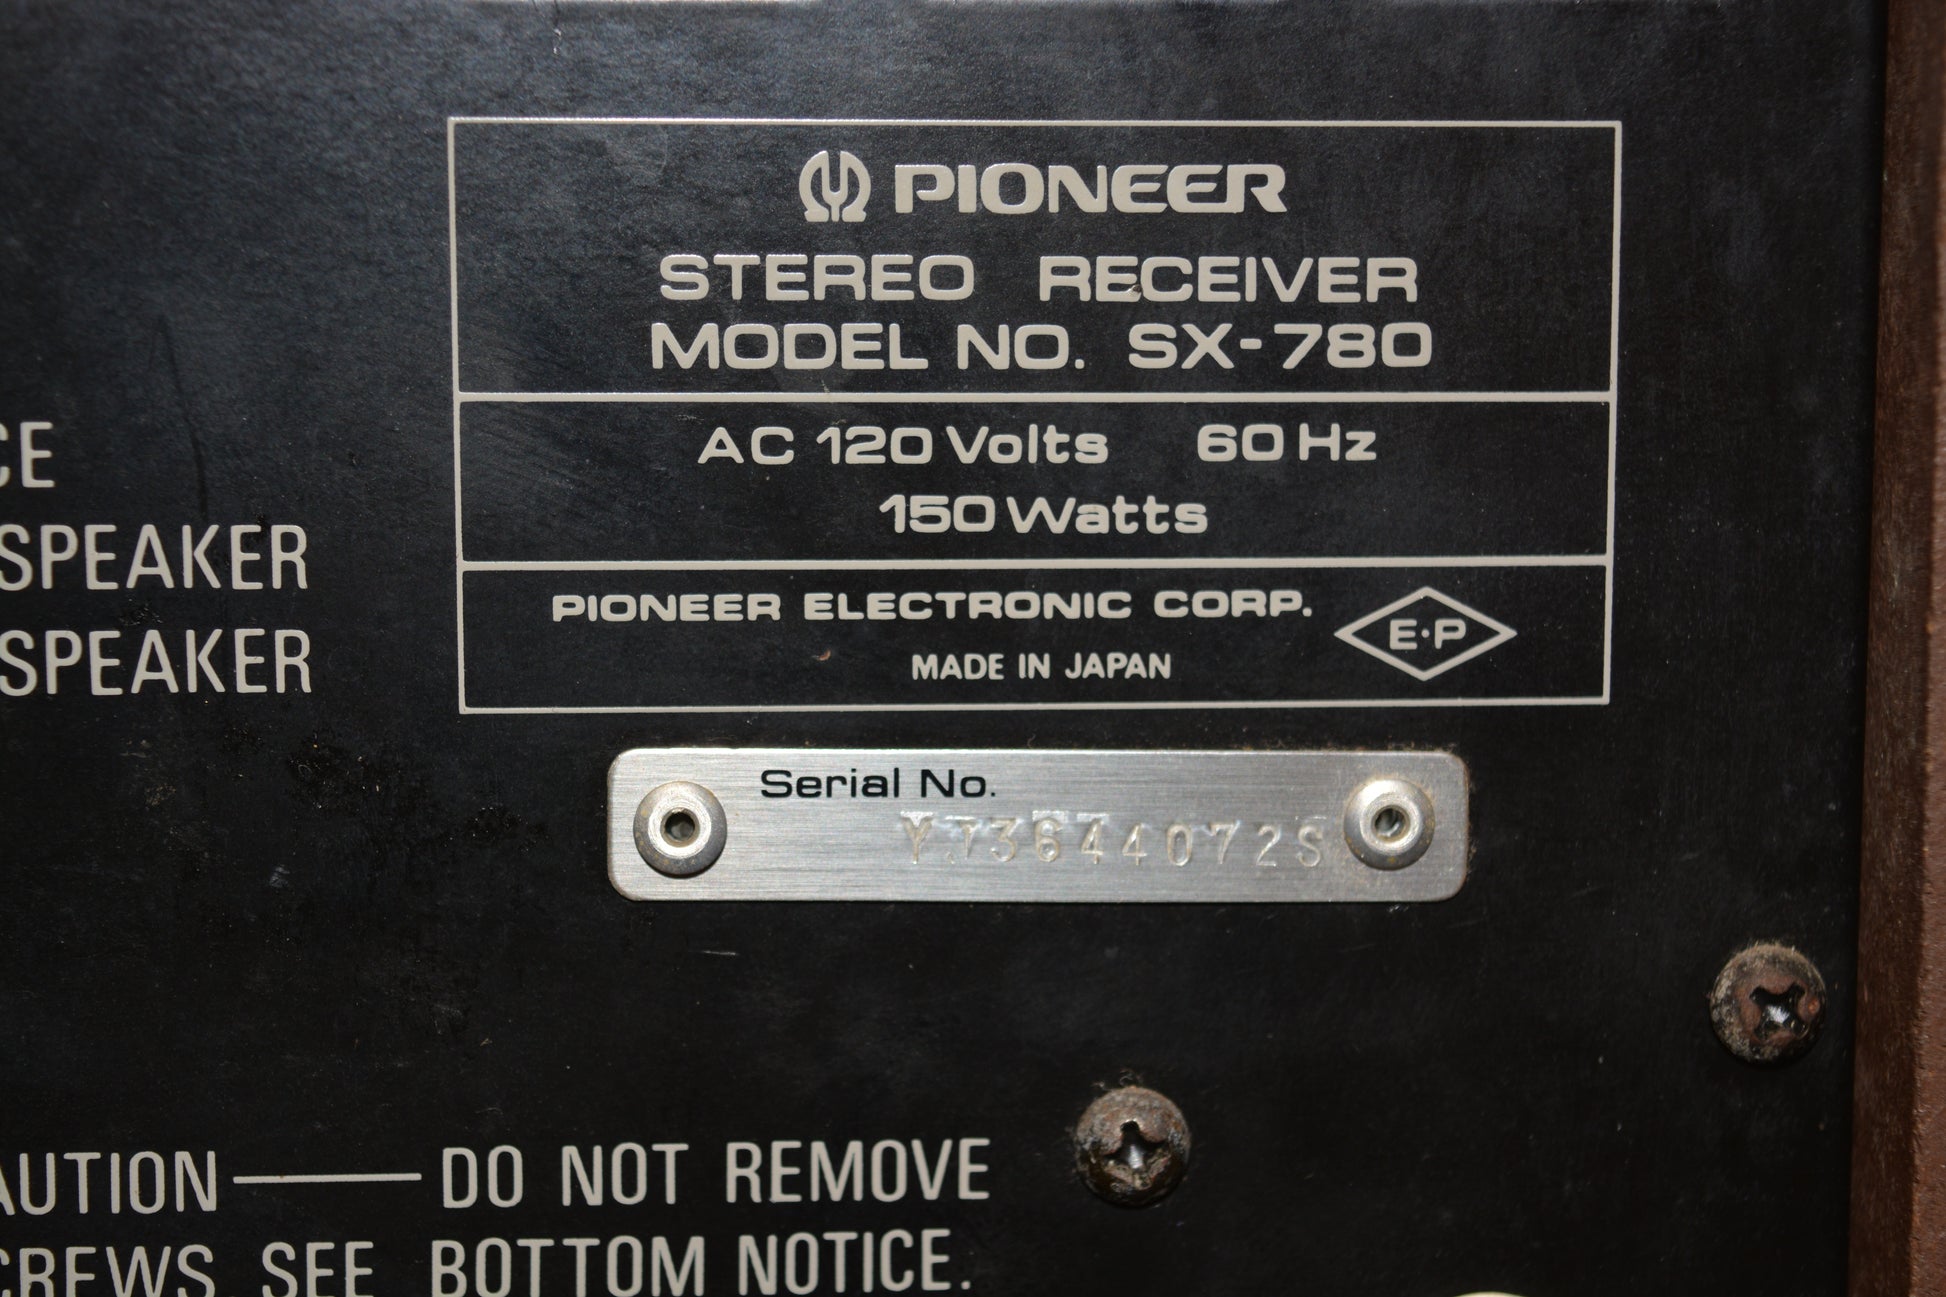 PIONEER
STEREO RECEIVER
MODEL NO. SX-780
AC 120 Volts 60 Hz
150 Watts
PIONEER ELECTRONIC CORP.
E·P
MADE IN JAPAN
Serial No.
YJ3644072S
CE
SPEAKER
SPEAKER
AUTION — DO NOT REMOVE
CREWS SEE BOTTOM NOTICE.